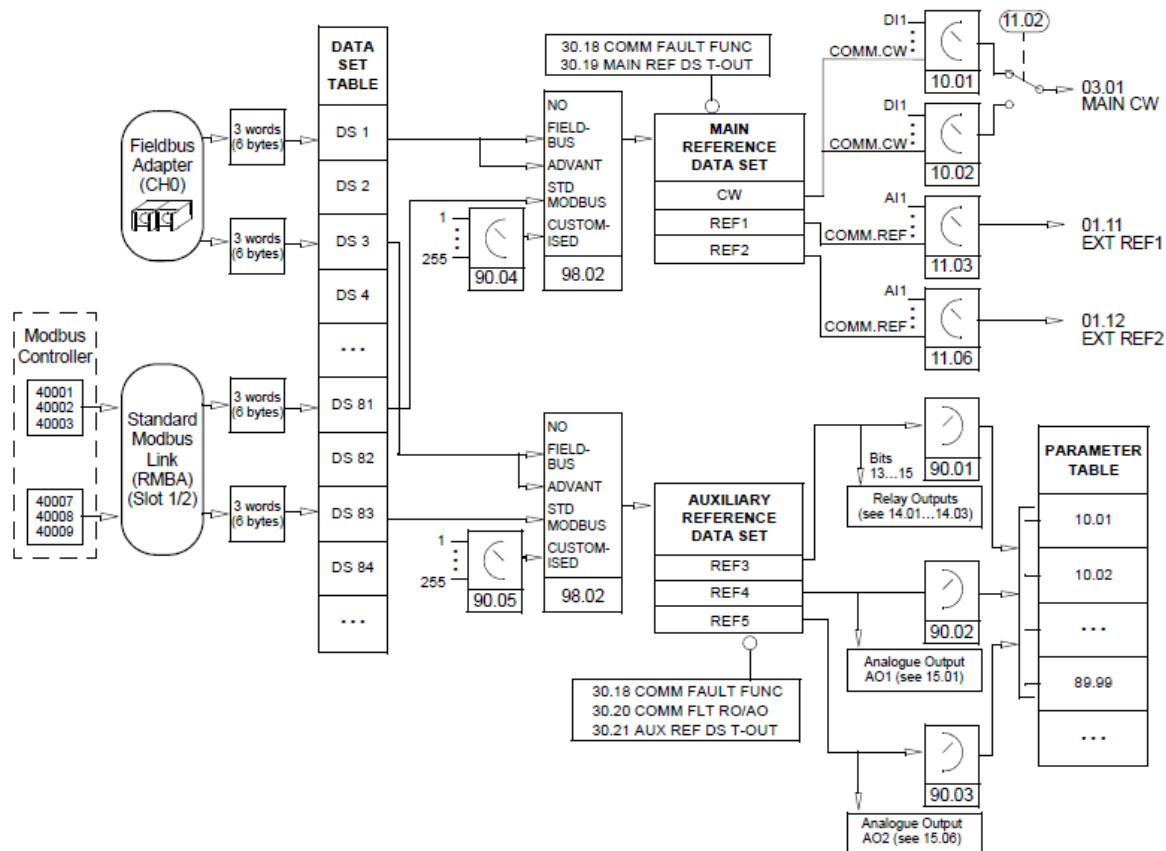 DATA
SET
TABLE
DS 1
DS 2
DS 3
DS 4
...
DS 81
DS 82
DS 83
DS 84
...
Fieldbus
Adapter
(CH0)
3 words
(6 bytes)
3 words
(6 bytes)
Modbus
Controller
40001
40002
40003
40007
40008
40009
Standard
Modbus
Link
(RMBA)
(Slot 1/2)
3 words
(6 bytes)
3 words
(6 bytes)
NO
FIELD-
BUS
ADVANT
STD
MODBUS
CUSTOM-
ISED
98.02
1
255
90.04
30.18 COMM FAULT FUNC
30.19 MAIN REF DS T-OUT
MAIN
REFERENCE
DATA SET
CW
REF1
REF2
DI1
COMM.CW
10.01
DI1
COMM.CW
10.02
11.02
03.01
MAIN CW
AI1
COMM.REF
11.03
01.11
EXT REF1
AI1
COMM.REF
11.06
01.12
EXT REF2
NO
FIELD-
BUS
ADVANT
STD
MODBUS
CUSTOM-
ISED
98.02
1
255
90.05
AUXILIARY
REFERENCE
DATA SET
REF3
REF4
REF5
30.18 COMM FAULT FUNC
30.20 COMM FLT RO/AO
30.21 AUX REF DS T-OUT
Bits
13...15
Relay Outputs
(see 14.01...14.03)
90.01
Analogue Output
AO1 (see 15.01)
90.02
Analogue Output
AO2 (see 15.06)
90.03
PARAMETER
TABLE
10.01
10.02
...
89.99
...